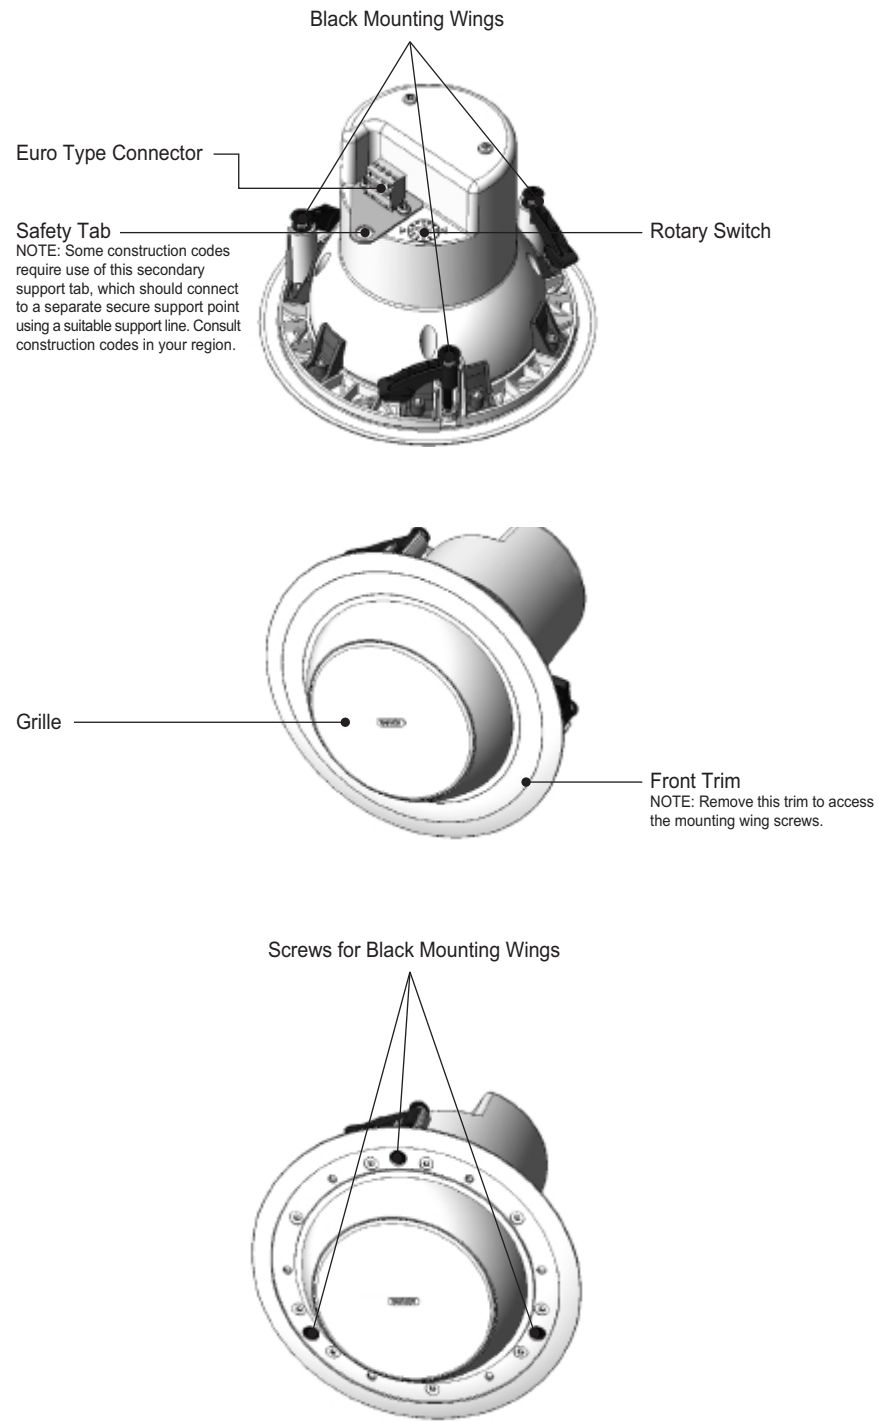 Black Mounting Wings
Euro Type Connector
Safety Tab
NOTE: Some construction codes
require use of this secondary
support tab, which should connect
to a separate secure support point
using a suitable support line. Consult
construction codes in your region.
Rotary Switch
Grille
Front Trim
NOTE: Remove this trim to access
the mounting wing screws.
Screws for Black Mounting Wings